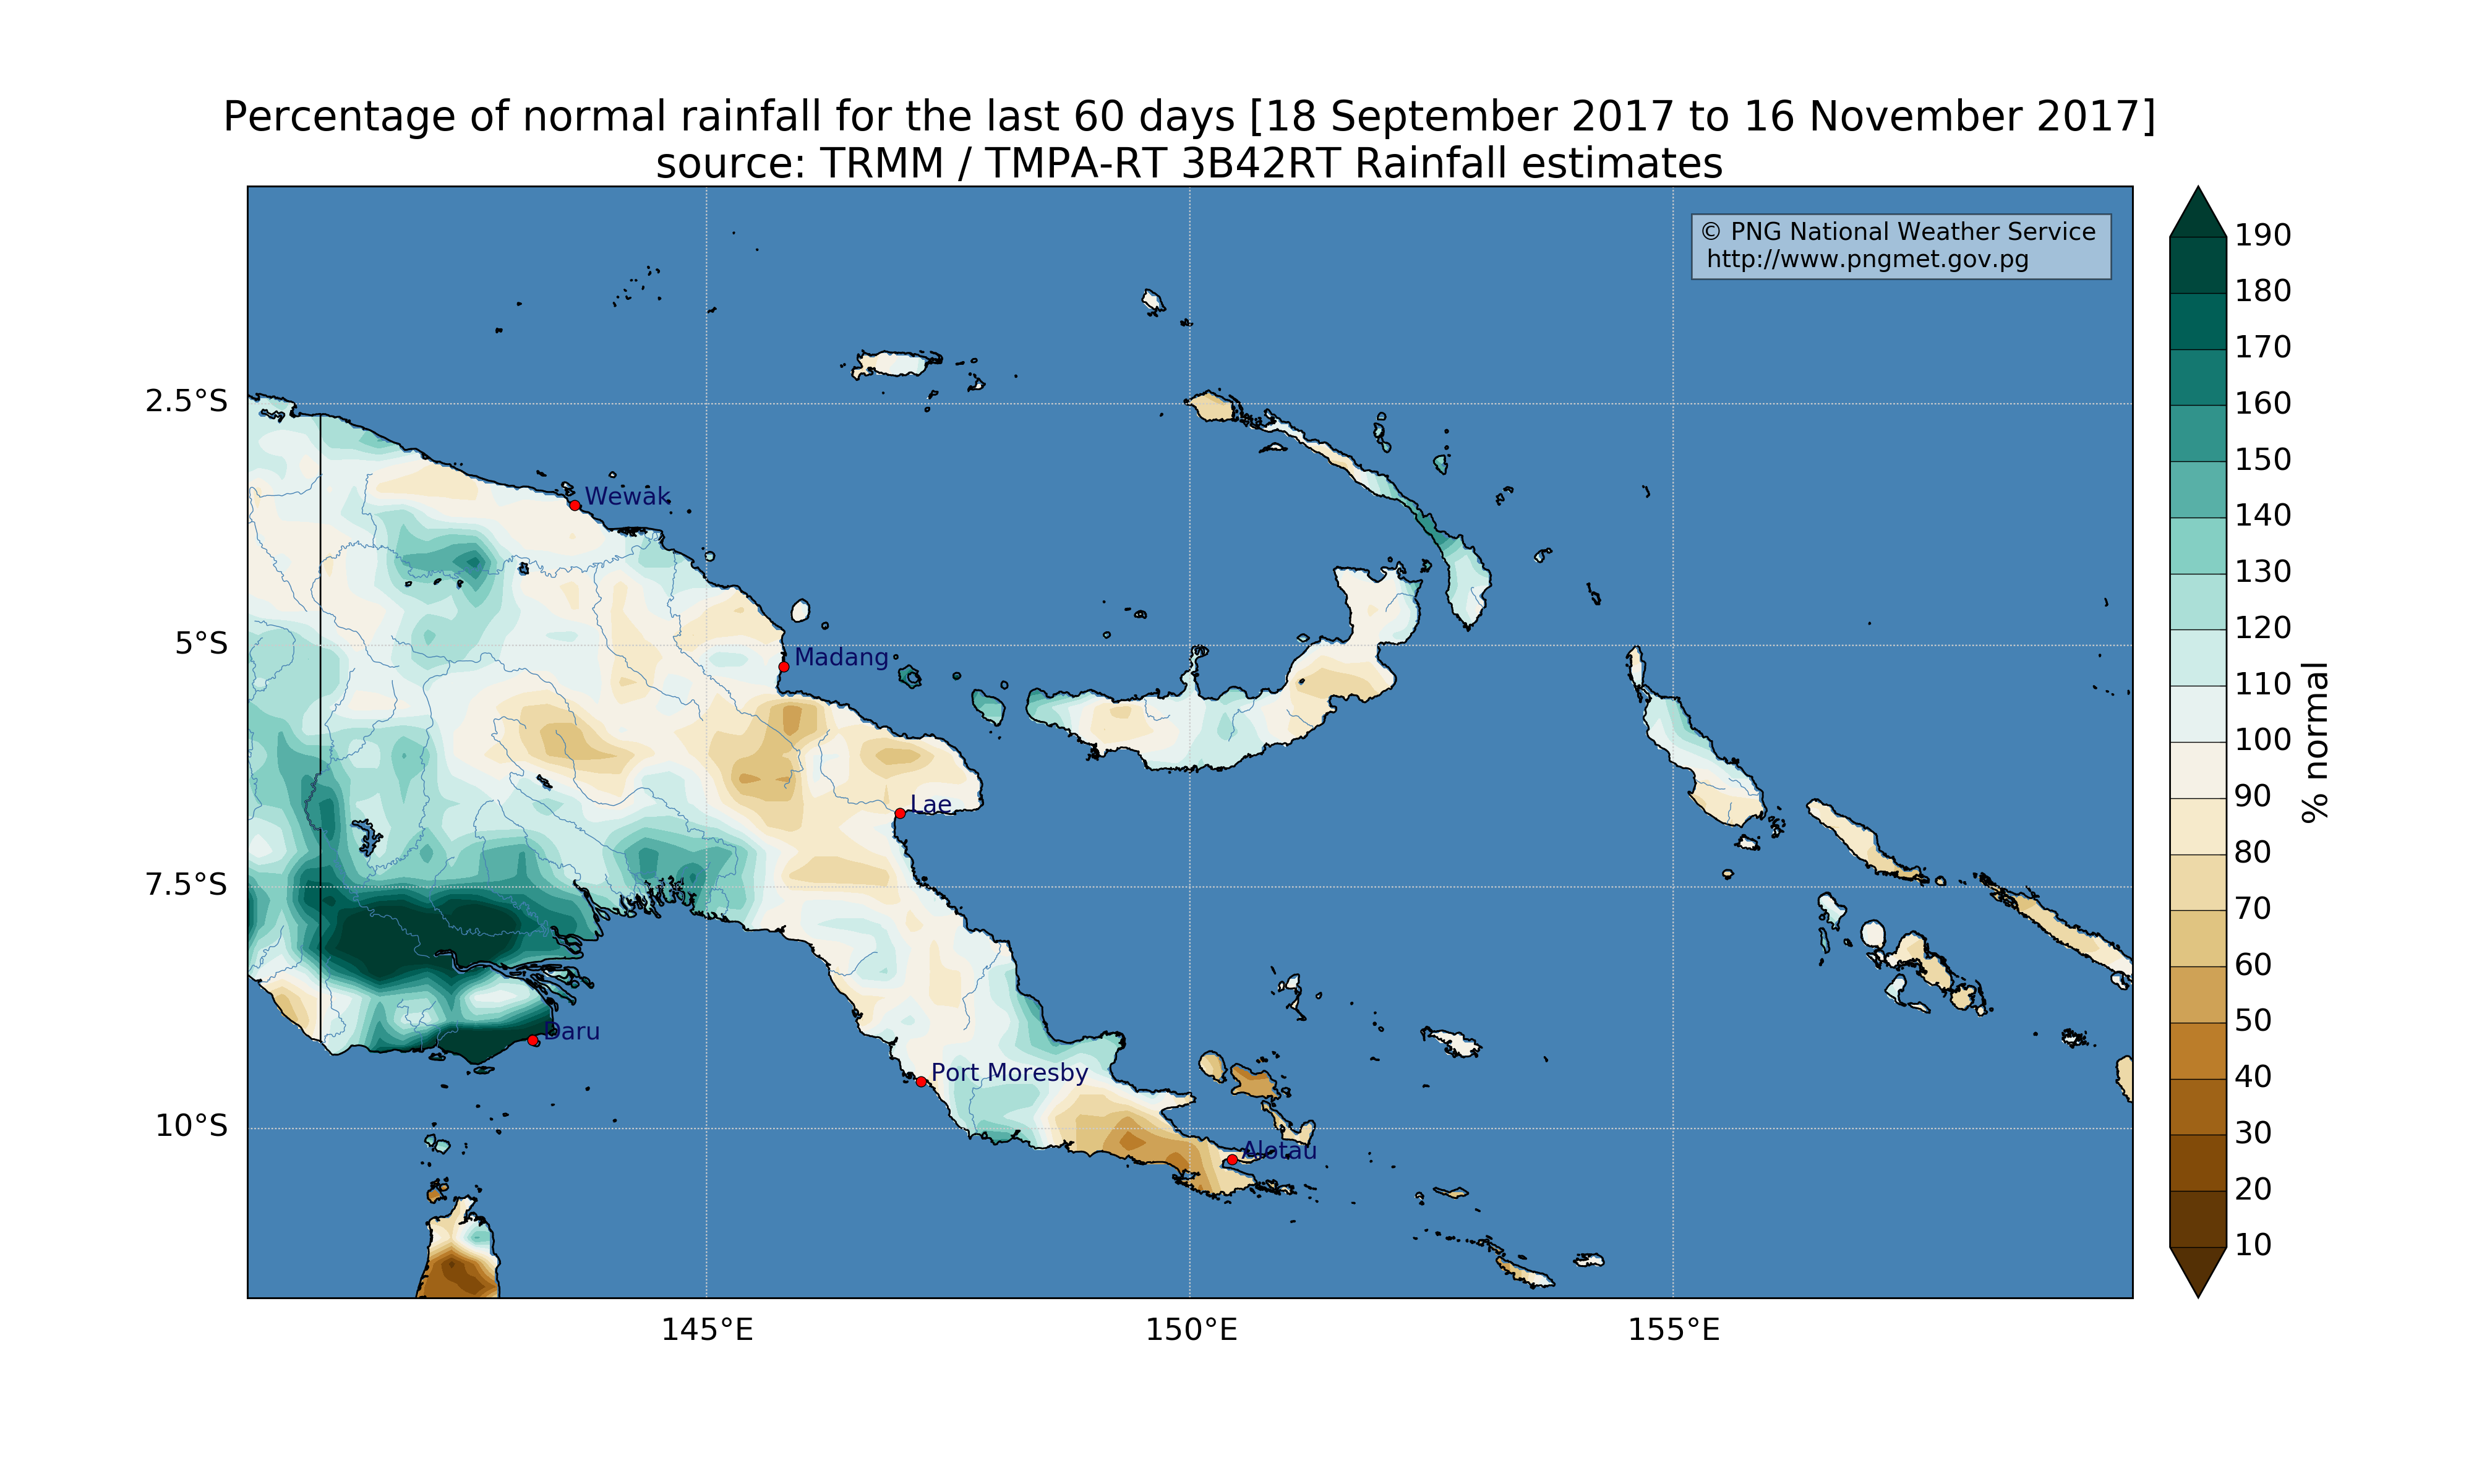 Percentage of normal rainfall for the last 60 days [18 September 2017 to 16 November 2017]
source: TRMM / TMPA-RT 3B42RT Rainfall estimates
© PNG National Weather Service
http://www.pngmet.gov.pg
190
180
170
160
150
140
130
120
110
100
90
80
70
60
50
40
30
20
10
% normal
2.5°S
5°S
7.5°S
10°S
Wewak
Madang
Lae
Daru
Port Moresby
Alotau
145°E
150°E
155°E